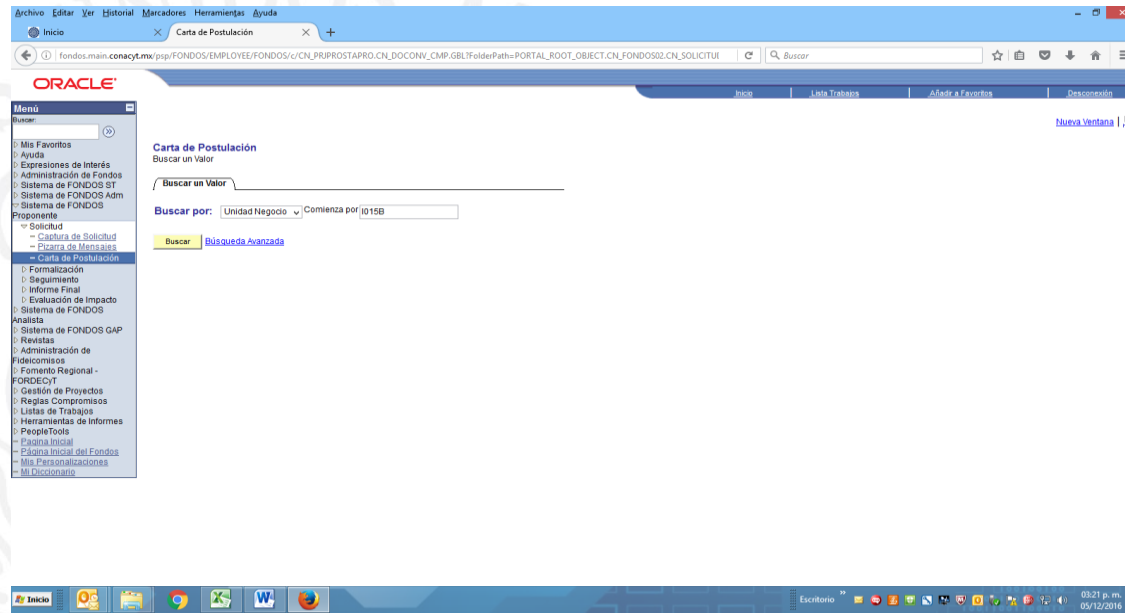 Archivo Editar Ver Historial Marcadores Herramientas Ayuda
Inicio
Carta de Postulación
fondos.main.conacyt.mx/psp/FONDOS/EMPLOYEE/FONDOS/c/CN_PRJPROSTAPRO.CN_DOCONV_CMP.GBL?FolderPath=PORTAL_ROOT_OBJECT.CN_FONDOS02.CN_SOLICITUI
Buscar
ORACLE
Inicio | Lista Trabajos | Añadir a Favoritos | Desconexión
Nueva Ventana |
Menú
Buscar:
Mis Favoritos
Ayuda
Expresiones de Interés
Administración de Fondos
Sistema de FONDOS ST
Sistema de FONDOS Adm
Sistema de FONDOS
Proponente
Solicitud
– Captura de Solicitud
– Pizarra de Mensajes
– Carta de Postulación
Formalización
Seguimiento
Informe Final
Evaluación de Impacto
Sistema de FONDOS
Analista
Sistema de FONDOS GAP
Revistas
Administración de
Fideicomisos
Fomento Regional -
FORDECyT
Gestión de Proyectos
Reglas Compromisos
Listas de Trabajos
Herramientas de Informes
PeopleTools
– Pagina Inicial
– Página Inicial del Fondos
– Mis Personalizaciones
– Mi Diccionario
Carta de Postulación
Buscar un Valor
Buscar un Valor
Buscar por: Unidad Negocio Comienza por I015B
Buscar Búsqueda Avanzada
Inicio
Escritorio
03:21 p. m.
05/12/2016